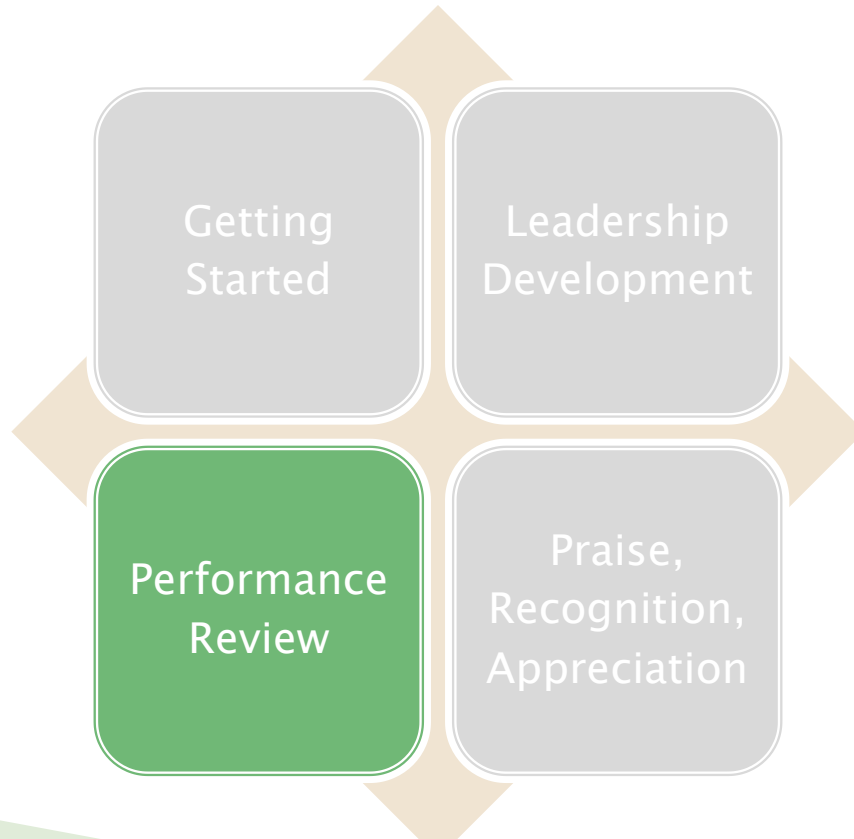 Getting
Started
Leadership
Development
Performance
Review
Praise,
Recognition,
Appreciation